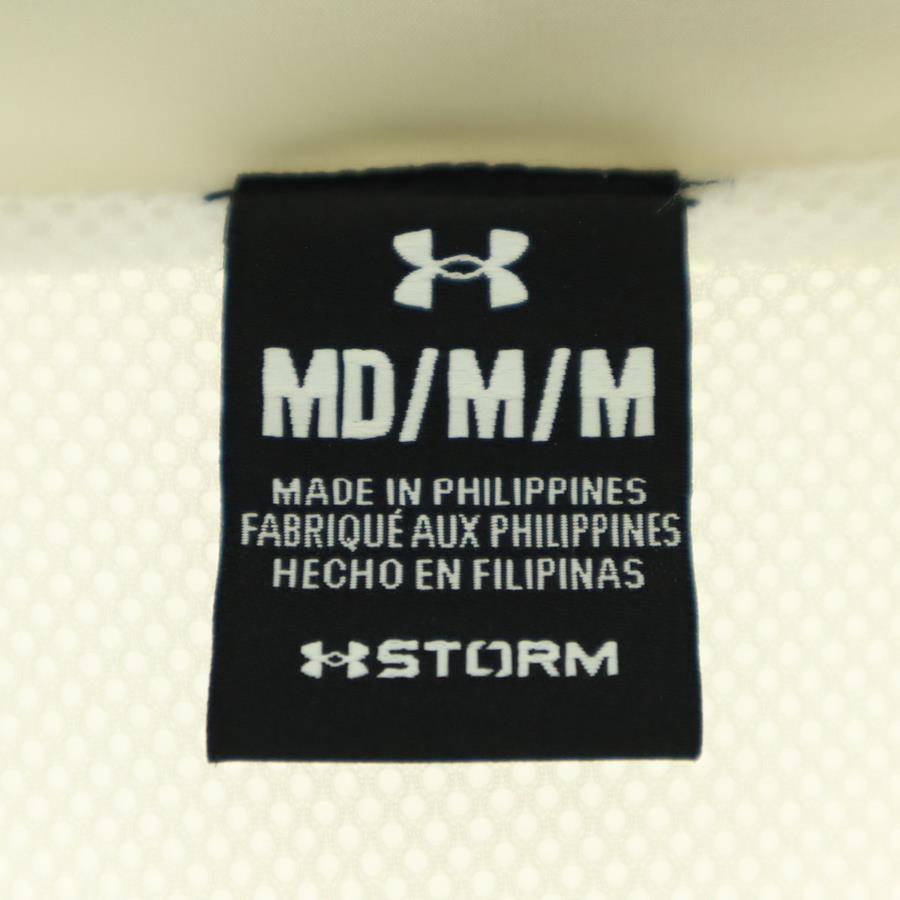 MD/M/M
MADE IN PHILIPPINES
FABRIQUÉ AUX PHILIPPINES
HECHO EN FILIPINAS
STORM